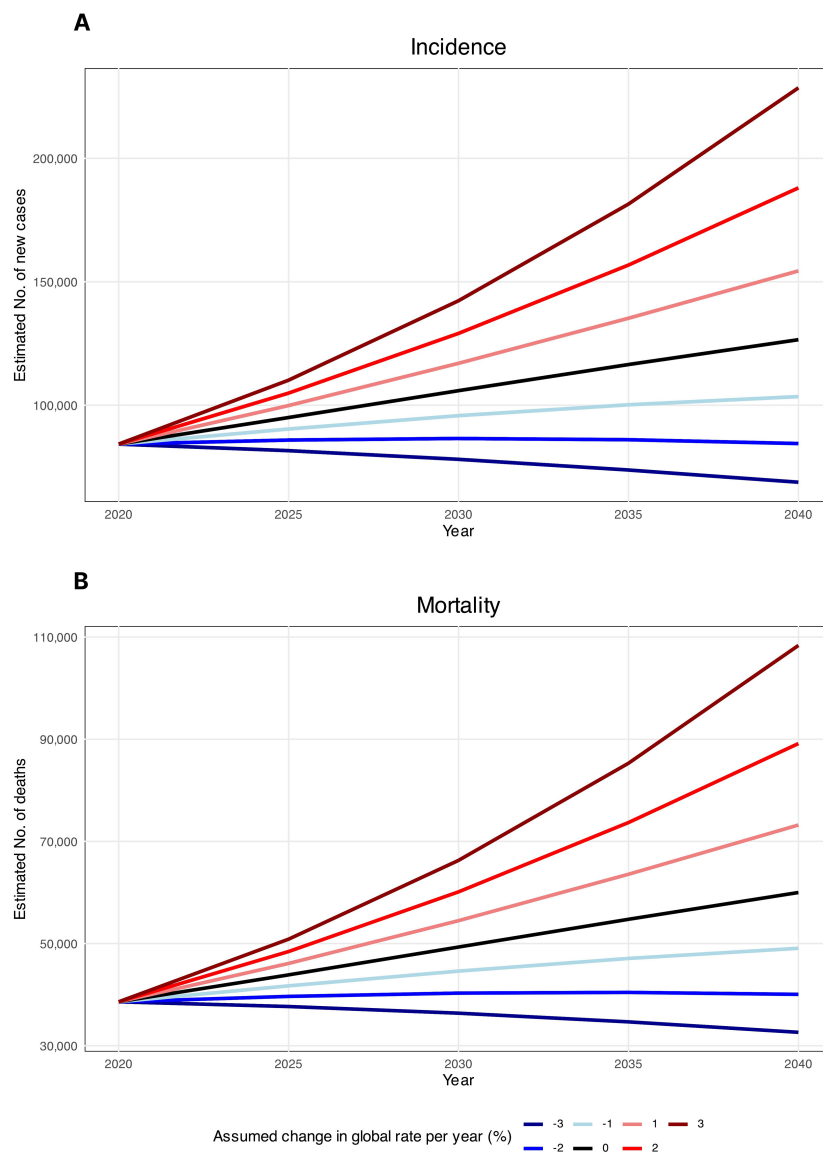 A
Incidence
Estimated No. of new cases
200,000
150,000
100,000
2020 2025 2030 2035 2040
Year
B
Mortality
Estimated No. of deaths
110,000
90,000
70,000
50,000
30,000
2020 2025 2030 2035 2040
Year
Assumed change in global rate per year (%)
-3 -1 1 3
-2 0 2